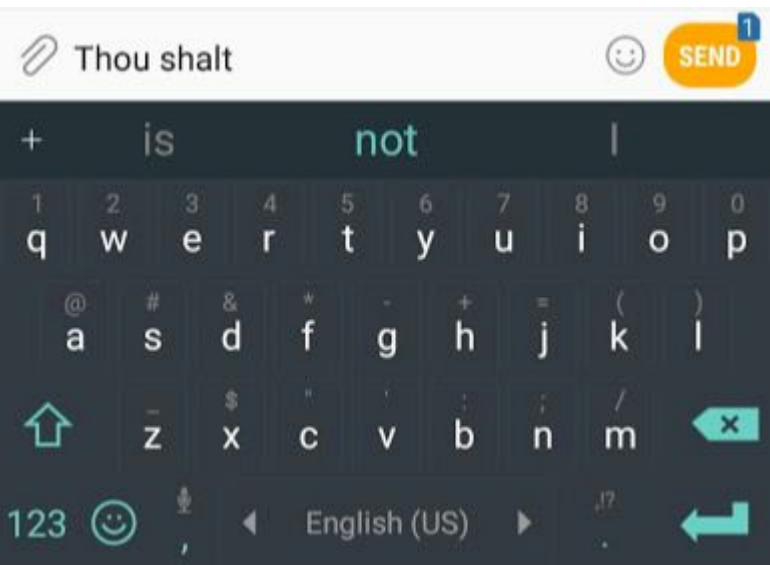 Thou shalt SEND 1
+ is not I
1 2 3 4 5 6 7 8 9 0
q w e r t y u i o p
@ # & * - + = ( )
a s d f g h j k l
_ $ " ' : ; /
z x c v b n m
123 , English (US) ,!? .